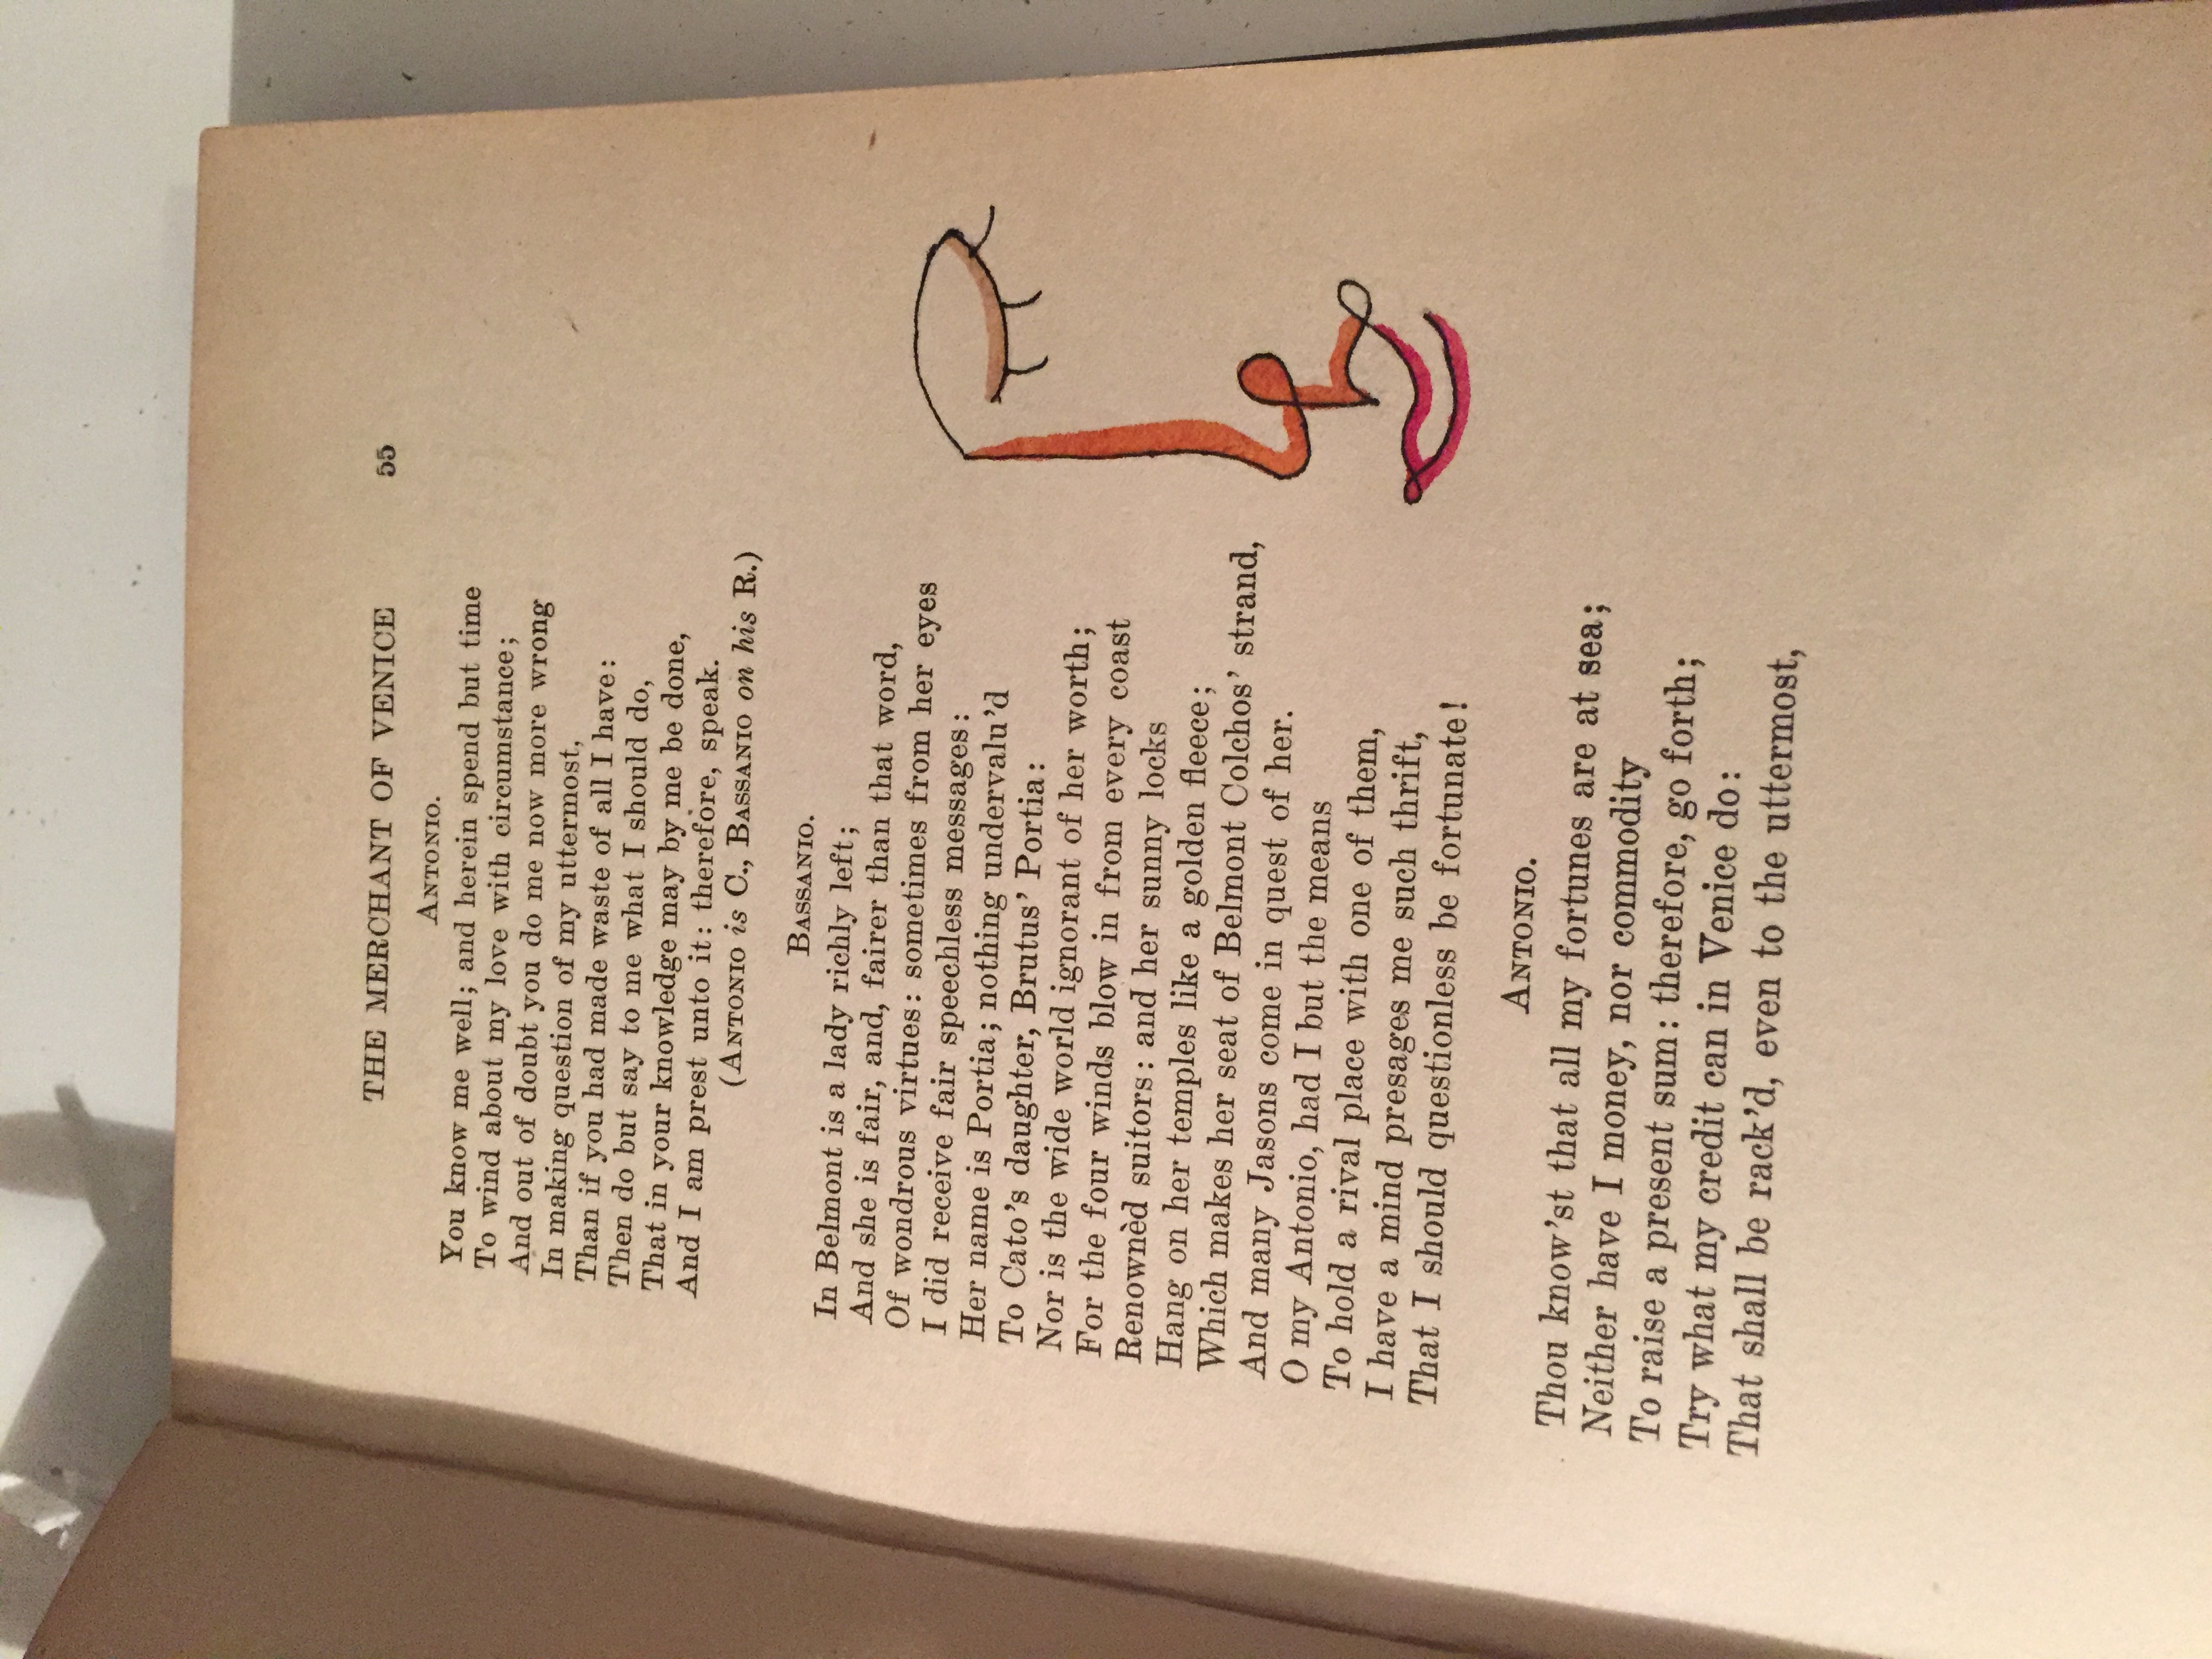 THE MERCHANT OF VENICE 55
ANTONIO.
You know me well; and herein spend but time
To wind about my love with circumstance;
And out of doubt you do me now more wrong
In making question of my uttermost,
Than if you had made waste of all I have:
Then do but say to me what I should do,
That in your knowledge may by me be done,
And I am prest unto it: therefore, speak.
(ANTONIO is C., BASSANIO on his R.)
BASSANIO.
In Belmont is a lady richly left;
And she is fair, and, fairer than that word,
Of wondrous virtues: sometimes from her eyes
I did receive fair speechless messages:
Her name is Portia; nothing undervalu'd
To Cato's daughter, Brutus' Portia:
Nor is the wide world ignorant of her worth;
For the four winds blow in from every coast
Renownèd suitors: and her sunny locks
Hang on her temples like a golden fleece;
Which makes her seat of Belmont Colchos' strand,
And many Jasons come in quest of her.
O my Antonio, had I but the means
To hold a rival place with one of them,
I have a mind presages me such thrift,
That I should questionless be fortunate!
ANTONIO.
Thou know'st that all my fortunes are at sea;
Neither have I money, nor commodity
To raise a present sum: therefore, go forth;
Try what my credit can in Venice do:
That shall be rack'd, even to the uttermost,